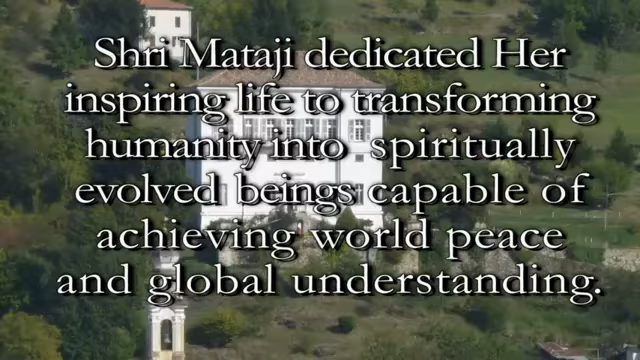 Shri Mataji dedicated Her
inspiring life to transforming
humanity into spiritually
evolved beings capable of
achieving world peace
and global understanding.